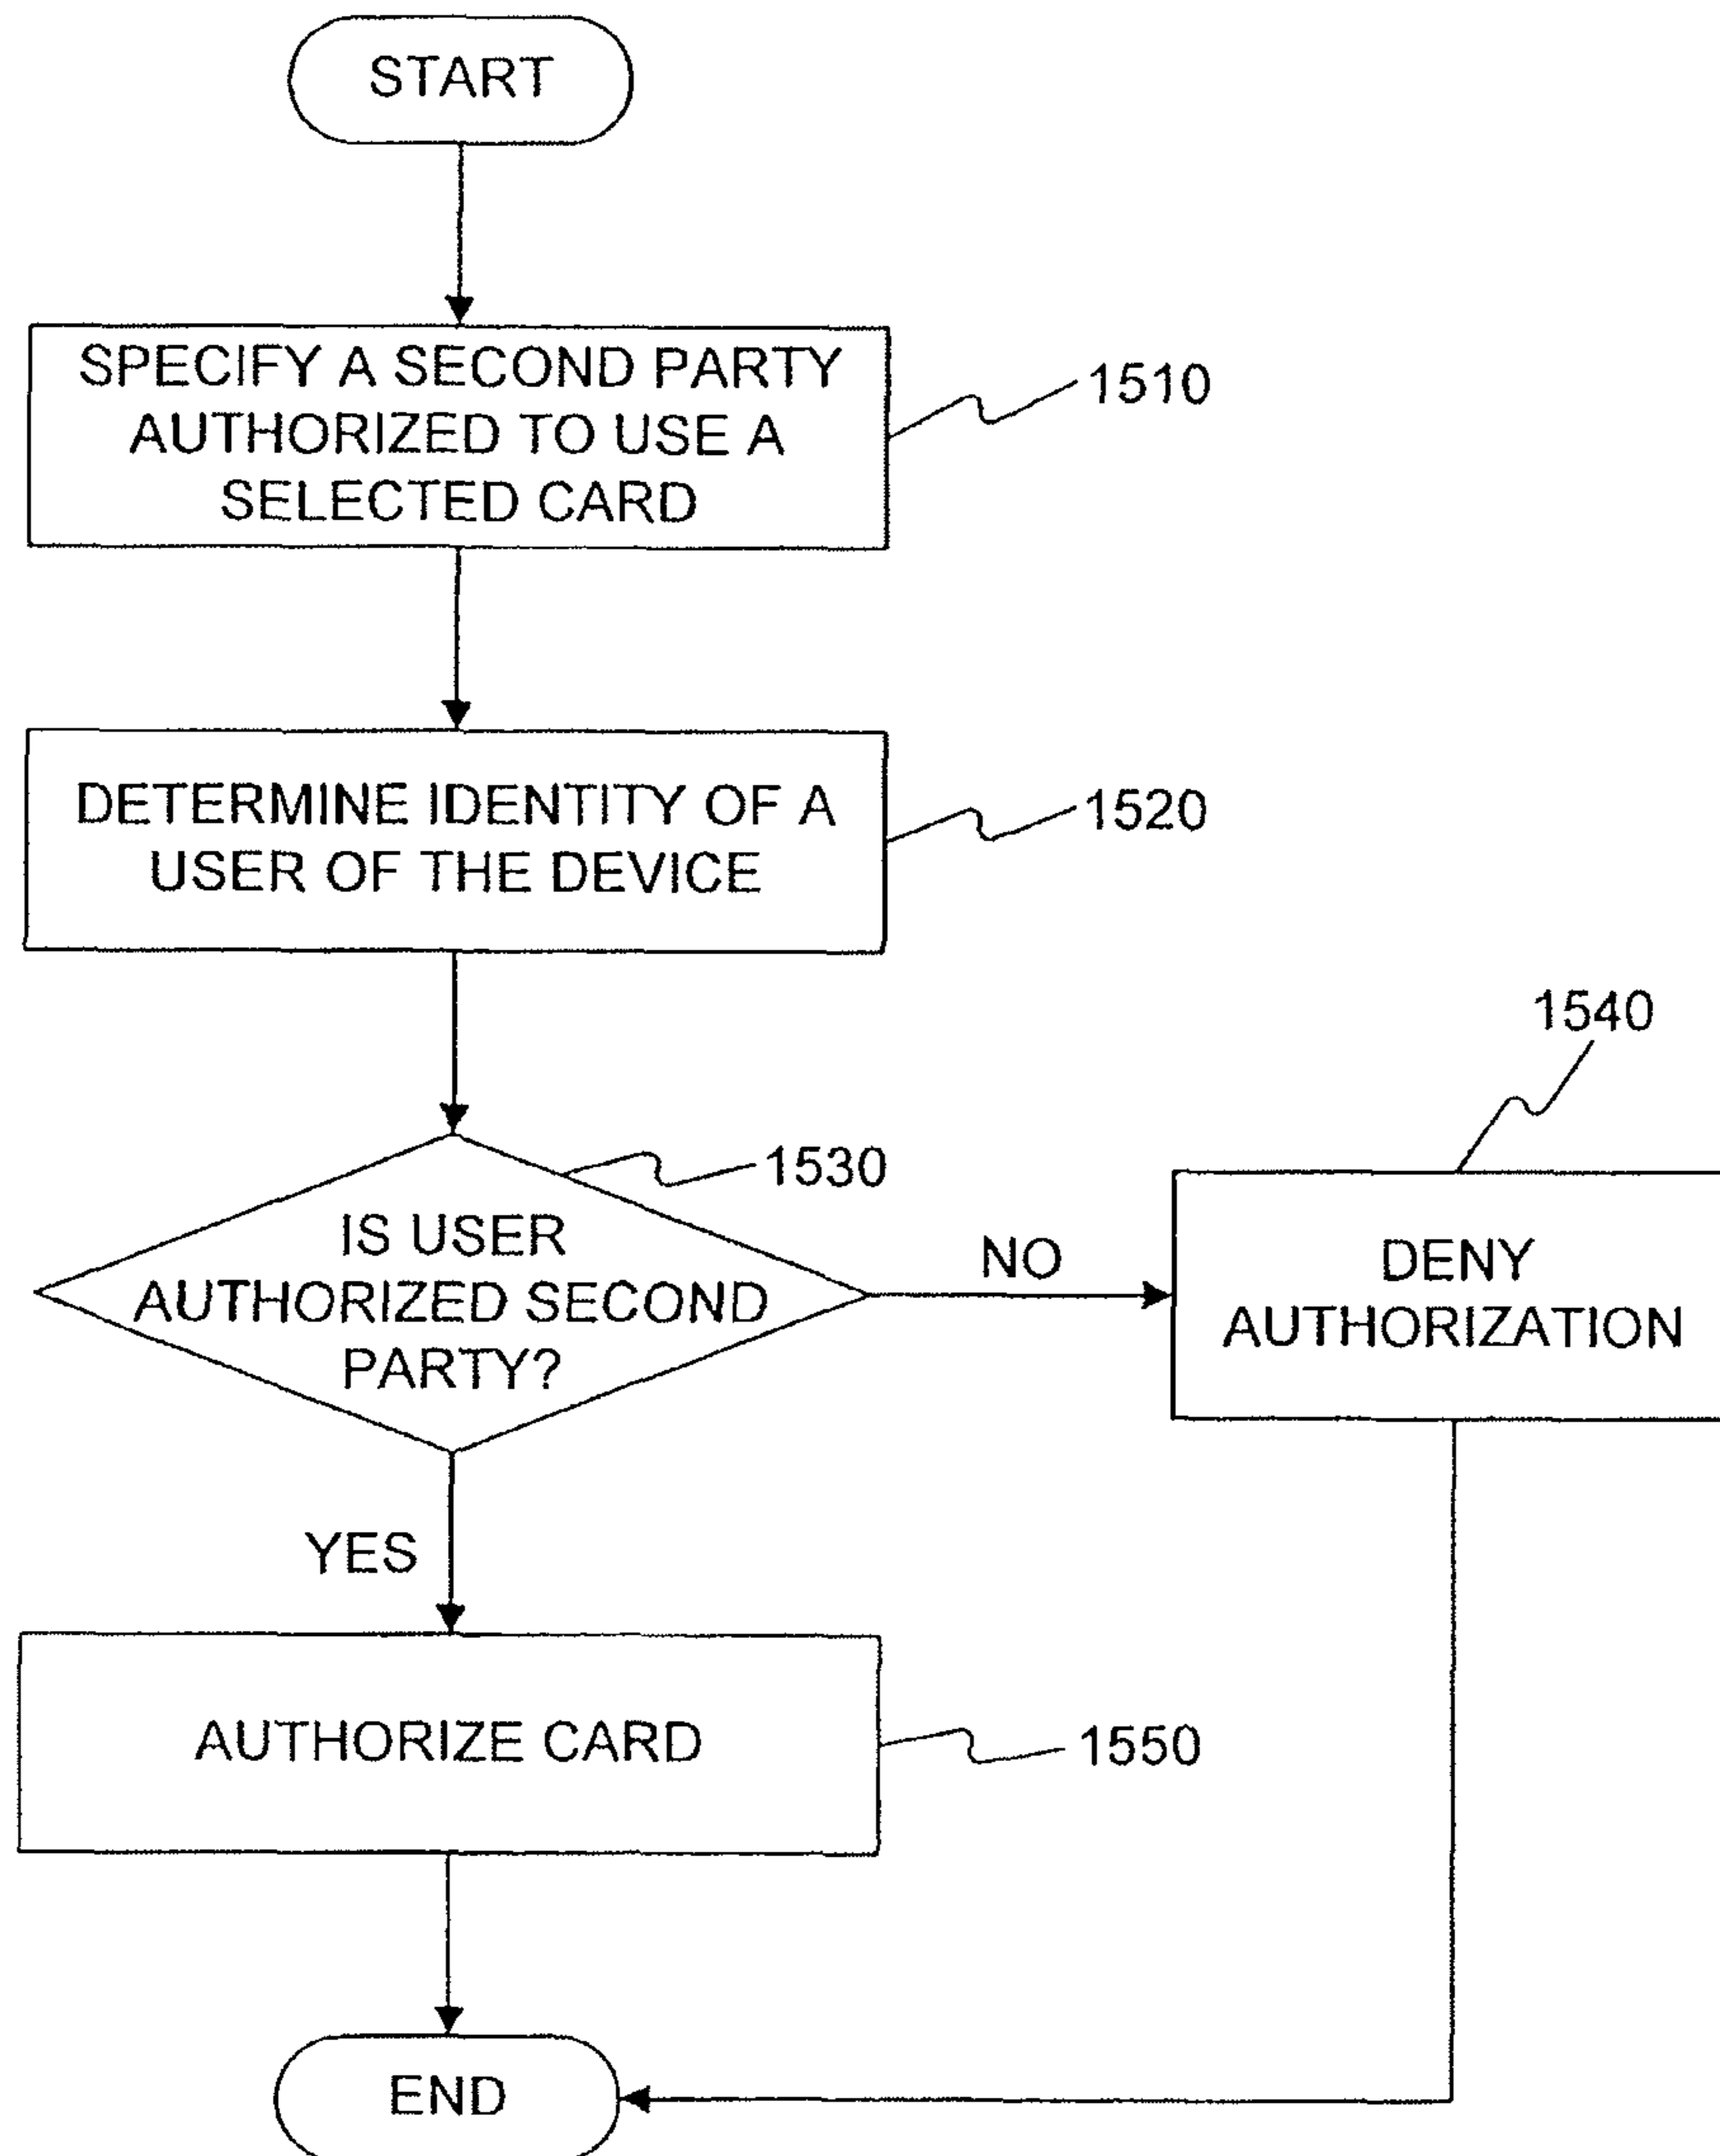 START
SPECIFY A SECOND PARTY
AUTHORIZED TO USE A
SELECTED CARD
1510
DETERMINE IDENTITY OF A
USER OF THE DEVICE
1520
1530
IS USER
AUTHORIZED SECOND
PARTY?
NO
1540
DENY
AUTHORIZATION
YES
AUTHORIZE CARD
1550
END